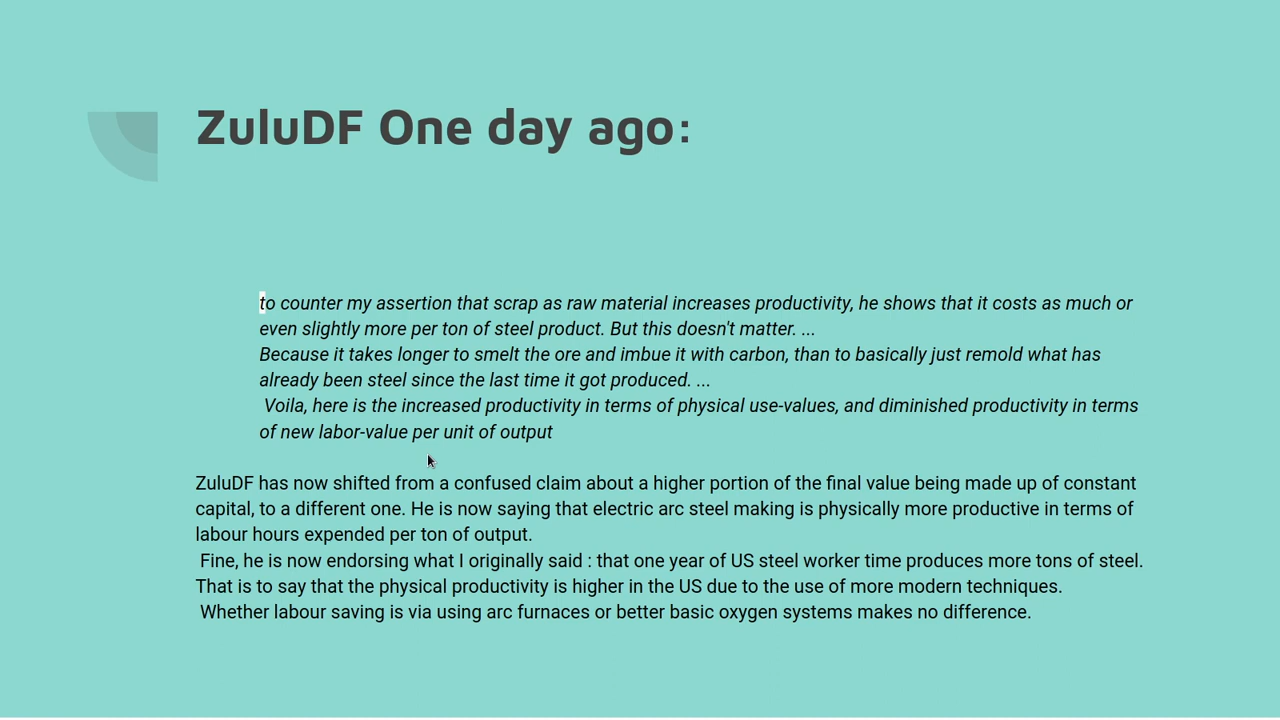 ZuluDF One day ago:
to counter my assertion that scrap as raw material increases productivity, he shows that it costs as much or
even slightly more per ton of steel product. But this doesn't matter. ...
Because it takes longer to smelt the ore and imbue it with carbon, than to basically just remold what has
already been steel since the last time it got produced. ...
Voila, here is the increased productivity in terms of physical use-values, and diminished productivity in terms
of new labor-value per unit of output
ZuluDF has now shifted from a confused claim about a higher portion of the final value being made up of constant
capital, to a different one. He is now saying that electric arc steel making is physically more productive in terms of
labour hours expended per ton of output.
Fine, he is now endorsing what I originally said : that one year of US steel worker time produces more tons of steel.
That is to say that the physical productivity is higher in the US due to the use of more modern techniques.
Whether labour saving is via using arc furnaces or better basic oxygen systems makes no difference.